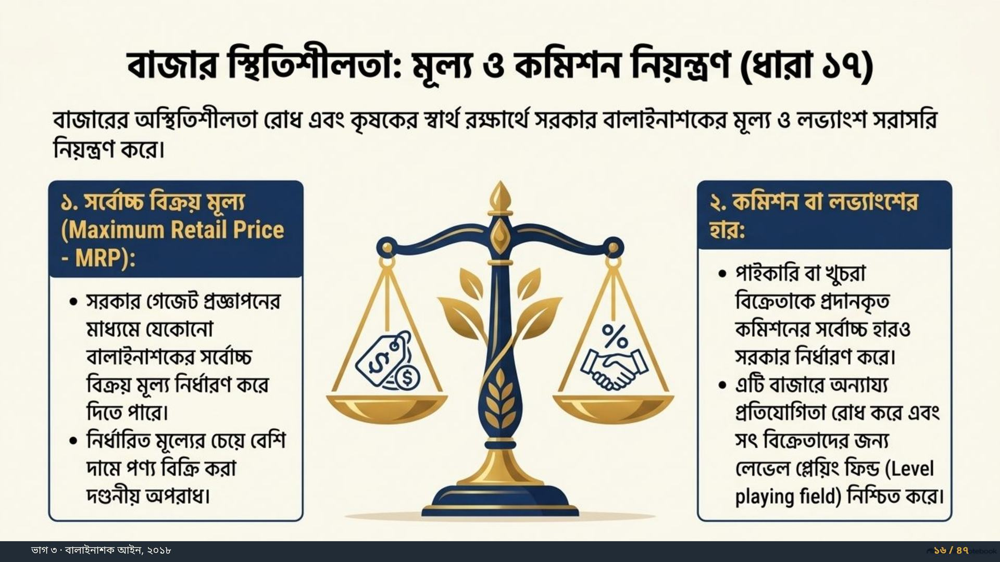 বাজার স্থিতিশীলতা: মূল্য ও কমিশন নিয়ন্ত্রণ (ধারা ১৭)
বাজারের অস্থিতিশীলতা রোধ এবং কৃষকের স্বার্থ রক্ষার্থে সরকার বালাইনাশকের মূল্য ও লভ্যাংশ সরাসরি
নিয়ন্ত্রণ করে।
১. সর্বোচ্চ বিক্রয় মূল্য
(Maximum Retail Price
- MRP):
সরকার গেজেট প্রজ্ঞাপনের
মাধ্যমে যেকোনো
বালাইনাশকের সর্বোচ্চ
বিক্রয় মূল্য নির্ধারণ করে
দিতে পারে।
নির্ধারিত মূল্যের চেয়ে বেশি
দামে পণ্য বিক্রি করা
দণ্ডনীয় অপরাধ।
$
$
%
২. কমিশন বা লভ্যাংশের
হার:
পাইকারি বা খুচরা
বিক্রেতাকে প্রদানকৃত
কমিশনের সর্বোচ্চ হারও
সরকার নির্ধারণ করে।
এটি বাজারে অন্যায্য
প্রতিযোগিতা রোধ করে এবং
সৎ বিক্রেতাদের জন্য
লেভেল প্লেয়িং ফিল্ড (Level
playing field) নিশ্চিত করে।
ভাগ ৩ · বালাইনাশক আইন, ২০১৮
১৬ / ৪৭